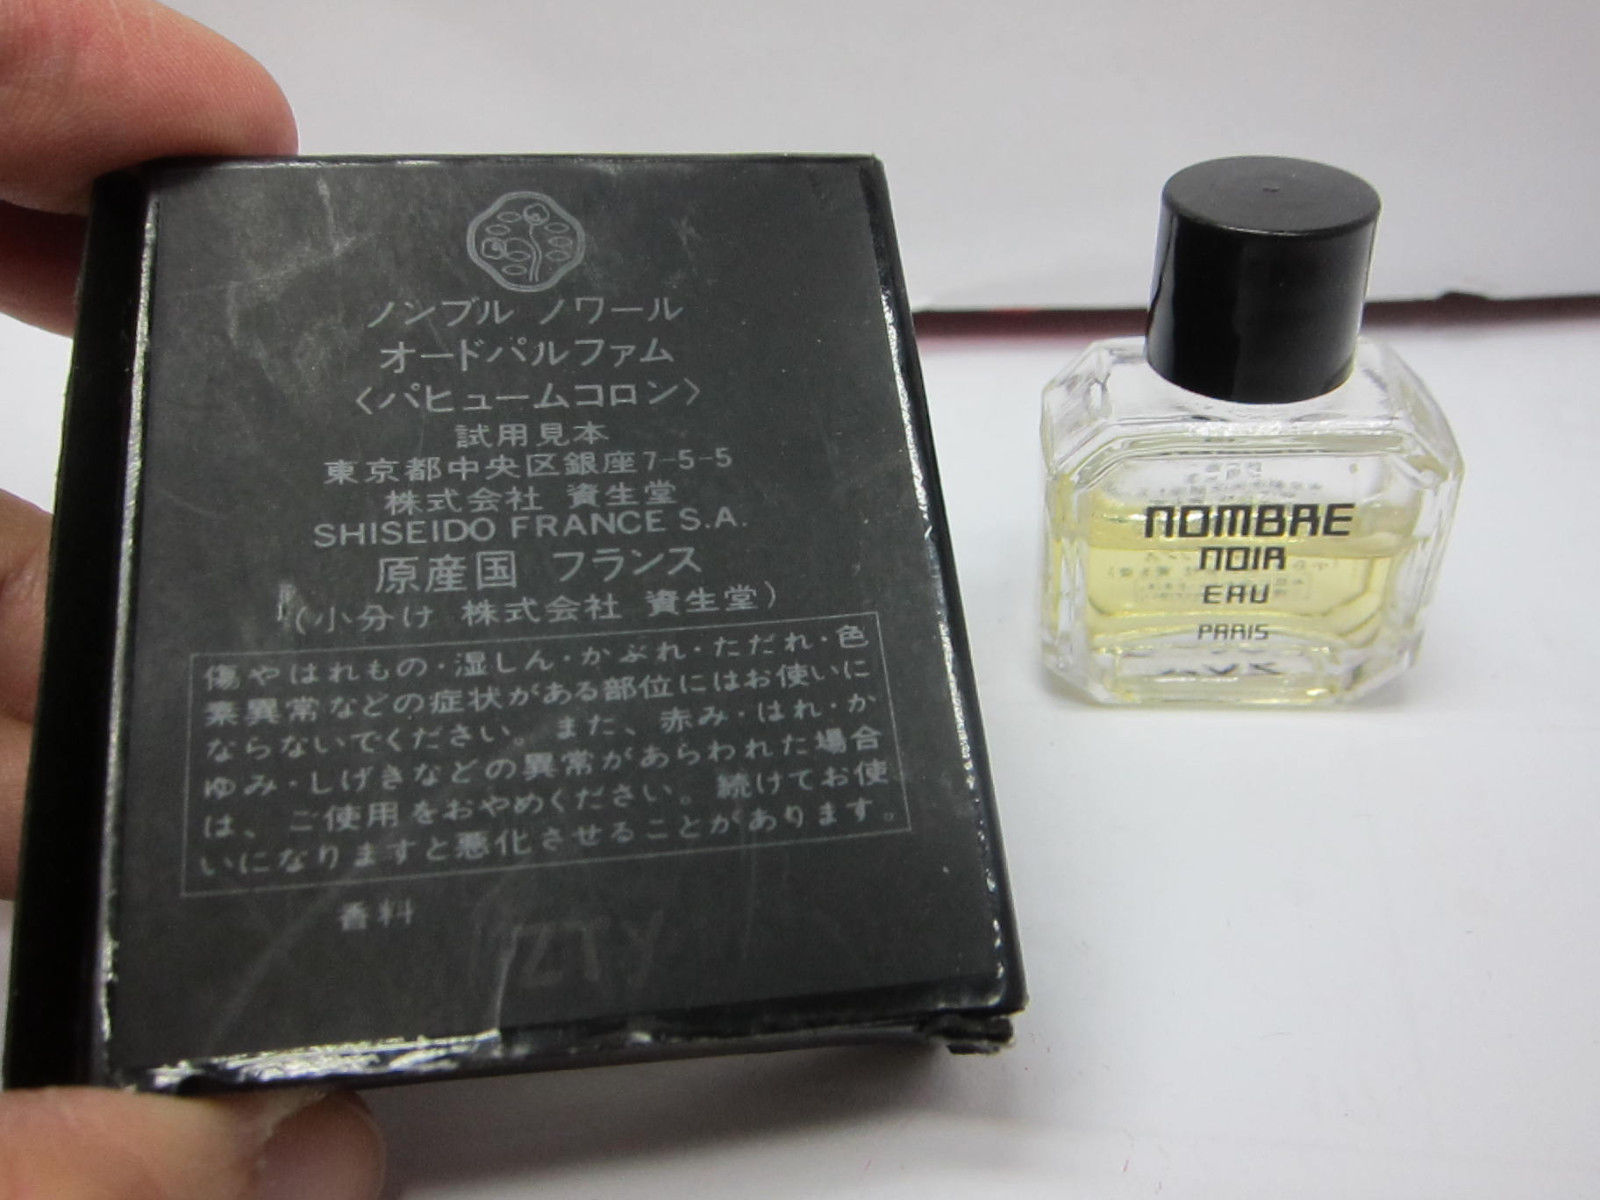 ノンブル ノワール
オードパルファム
〈パヒュームコロン〉
試用見本
東京都中央区銀座7-5-5
株式会社 資生堂
SHISEIDO FRANCE S.A.
原産国 フランス
(小分け 株式会社 資生堂)
傷やはれもの・湿しん・かぶれ・ただれ・色
素異常などの症状がある部位にはお使いに
ならないでください。また、赤み・はれ・か
ゆみ・しげきなどの異常があらわれた場合
は、ご使用をおやめください。続けてお使
いになりますと悪化させることがあります。
香料
NOMBRE
NOIR
EAU
PARIS